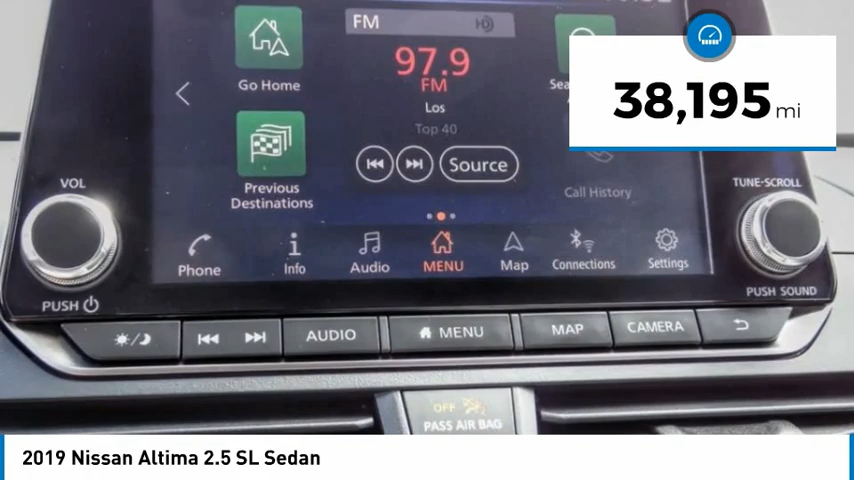 FM HD
Go Home
97.9
FM
Los
Top 40
38,195 mi
Previous
Destinations
Source
Call History
VOL
TUNE-SCROLL
Phone
Info
Audio
MENU
Map
Connections
Settings
PUSH
PUSH SOUND
AUDIO
MENU
MAP
CAMERA
OFF
PASS AIR BAG
2019 Nissan Altima 2.5 SL Sedan